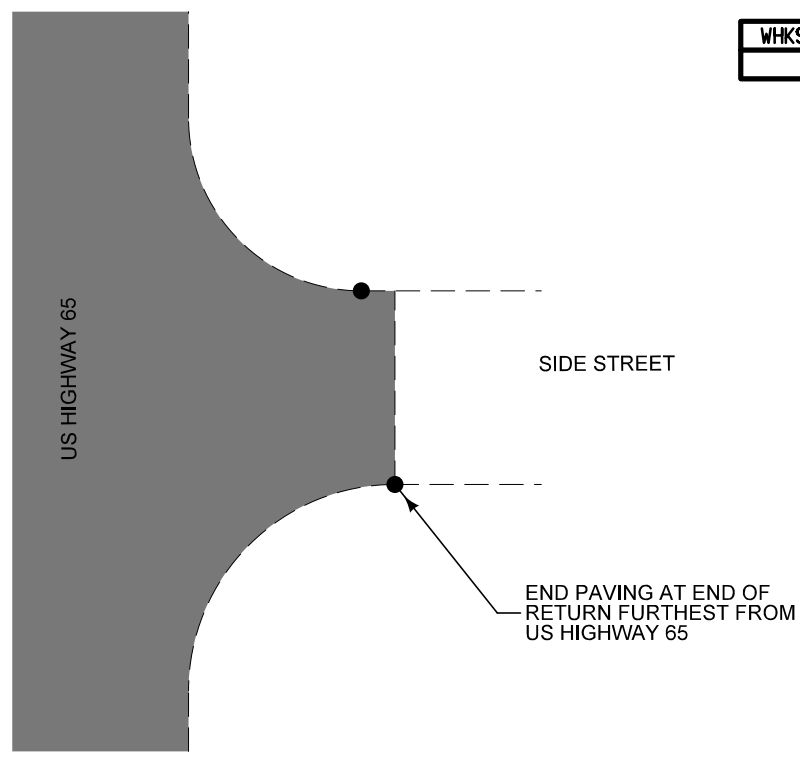 WHKS
US HIGHWAY 65
SIDE STREET
END PAVING AT END OF
RETURN FURTHEST FROM
US HIGHWAY 65